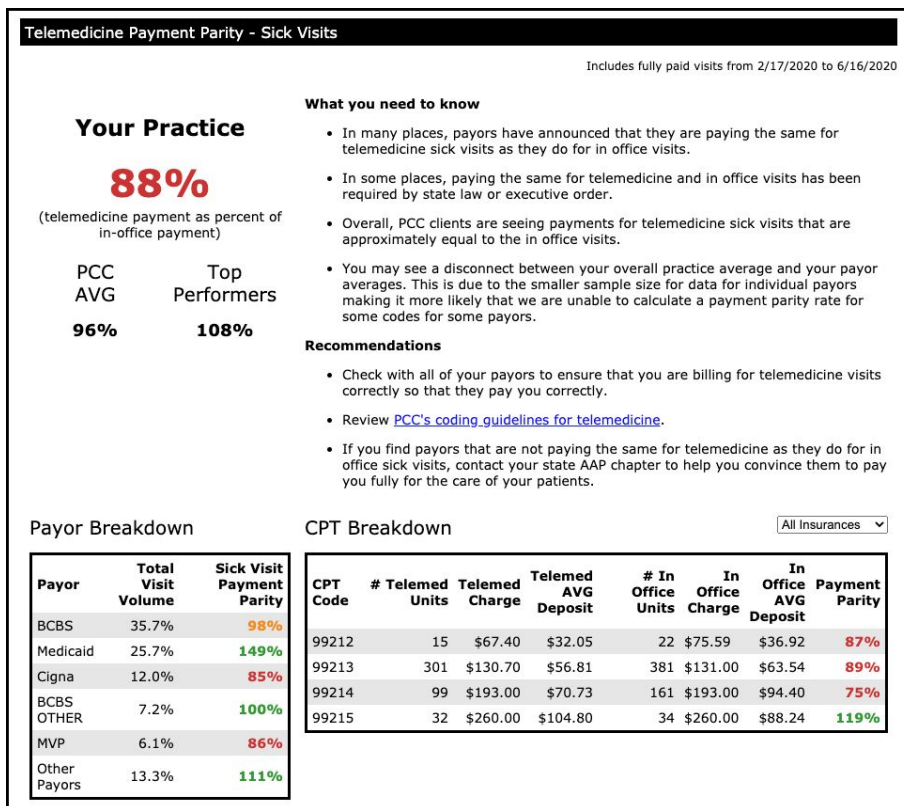 Telemedicine Payment Parity - Sick Visits
Includes fully paid visits from 2/17/2020 to 6/16/2020
Your Practice
88%
(telemedicine payment as percent of
in-office payment)
PCC
AVG
96%
Top
Performers
108%
What you need to know
• In many places, payors have announced that they are paying the same for
telemedicine sick visits as they do for in office visits.
• In some places, paying the same for telemedicine and in office visits has been
required by state law or executive order.
• Overall, PCC clients are seeing payments for telemedicine sick visits that are
approximately equal to the in office visits.
• You may see a disconnect between your overall practice average and your payor
averages. This is due to the smaller sample size for data for individual payors
making it more likely that we are unable to calculate a payment parity rate for
some codes for some payors.
Recommendations
• Check with all of your payors to ensure that you are billing for telemedicine visits
correctly so that they pay you correctly.
• Review PCC's coding guidelines for telemedicine.
• If you find payors that are not paying the same for telemedicine as they do for in
office sick visits, contact your state AAP chapter to help you convince them to pay
you fully for the care of your patients.
Payor Breakdown
Payor Total Visit Volume Sick Visit Payment Parity
BCBS 35.7% 98%
Medicaid 25.7% 149%
Cigna 12.0% 85%
BCBS OTHER 7.2% 100%
MVP 6.1% 86%
Other Payors 13.3% 111%
CPT Breakdown
All Insurances
CPT Code # Telemed Units Telemed Charge Telemed AVG Deposit # In Office Units In Office Charge In Office AVG Deposit Payment Parity
99212 15 $67.40 $32.05 22 $75.59 $36.92 87%
99213 301 $130.70 $56.81 381 $131.00 $63.54 89%
99214 99 $193.00 $70.73 161 $193.00 $94.40 75%
99215 32 $260.00 $104.80 34 $260.00 $88.24 119%